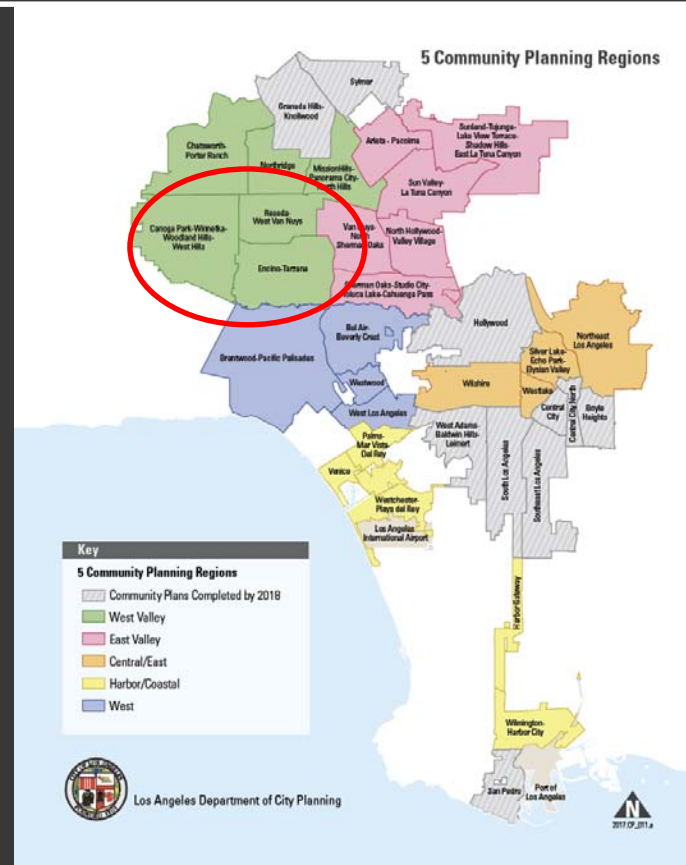 5 Community Planning Regions
Sylmar
Granada Hills-
Knollwood
Sunland-Tujunga-
Lake View Terrace-
Shadow Hills-
East La Tuna Canyon
Arleta - Pacoima
Chatsworth-
Porter Ranch
Northridge
Mission Hills-
Panorama City-
North Hills
Sun Valley-
La Tuna Canyon
Reseda-
West Van Nuys
Canoga Park-Winnetka-
Woodland Hills-
West Hills
Van Nuys-
North
Sherman Oaks
North Hollywood-
Valley Village
Encino-Tarzana
Sherman Oaks-Studio City-
Toluca Lake-Cahuenga Pass
Hollywood
Bel Air-
Beverly Crest
Northeast
Los Angeles
Silver Lake-
Echo Park-
Elysian Valley
Brentwood-Pacific Palisades
Westwood
Wilshire
Westlake
West Los Angeles
Central
City
Central City North
Boyle
Heights
West Adams-
Baldwin Hills-
Leimert
Palms-
Mar Vista-
Del Rey
Venice
South Los Angeles
Southeast Los Angeles
Westchester-
Playa del Rey
Los Angeles
International Airport
Key
5 Community Planning Regions
Community Plans Completed by 2018
West Valley
East Valley
Central/East
Harbor/Coastal
West
Harbor Gateway
Wilmington-
Harbor City
San Pedro
Port of
Los Angeles
Los Angeles Department of City Planning
N
2017.CP_011.a